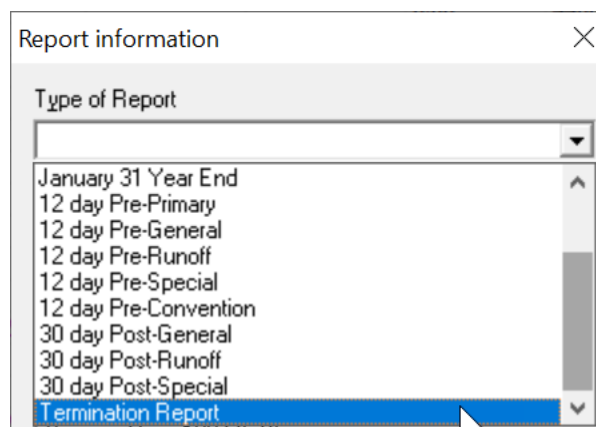 Report information
Type of Report
January 31 Year End
12 day Pre-Primary
12 day Pre-General
12 day Pre-Runoff
12 day Pre-Special
12 day Pre-Convention
30 day Post-General
30 day Post-Runoff
30 day Post-Special
Termination Report